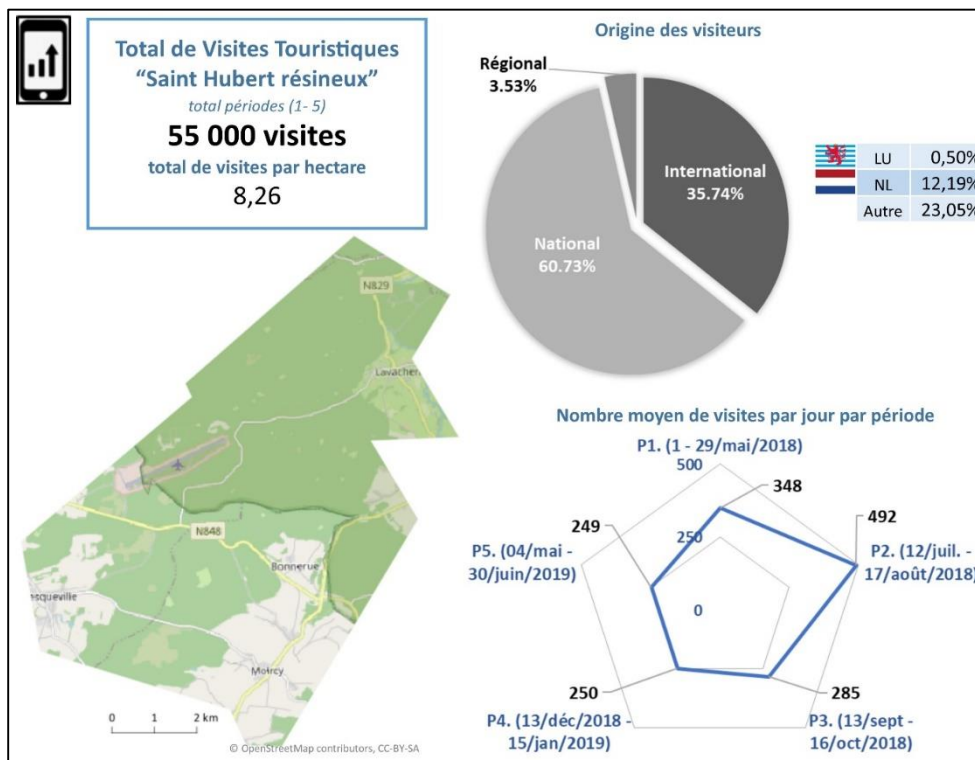 Total de Visites Touristiques
“Saint Hubert résineux”
total périodes (1- 5)
55 000 visites
total de visites par hectare
8,26
Origine des visiteurs
Régional
3.53%
International
35.74%
National
60.73%
LU 0,50%
NL 12,19%
Autre 23,05%
N829
Lavacher
N848
Bonnerue
asqueville
Moircy
0 1 2 km
© OpenStreetMap contributors, CC-BY-SA
Nombre moyen de visites par jour par période
P1. (1 - 29/mai/2018)
500
348
492
249
250
P5. (04/mai -
30/juin/2019)
P2. (12/juil. -
17/août/2018)
0
250
285
P4. (13/déc/2018 -
15/jan/2019)
P3. (13/sept -
16/oct/2018)